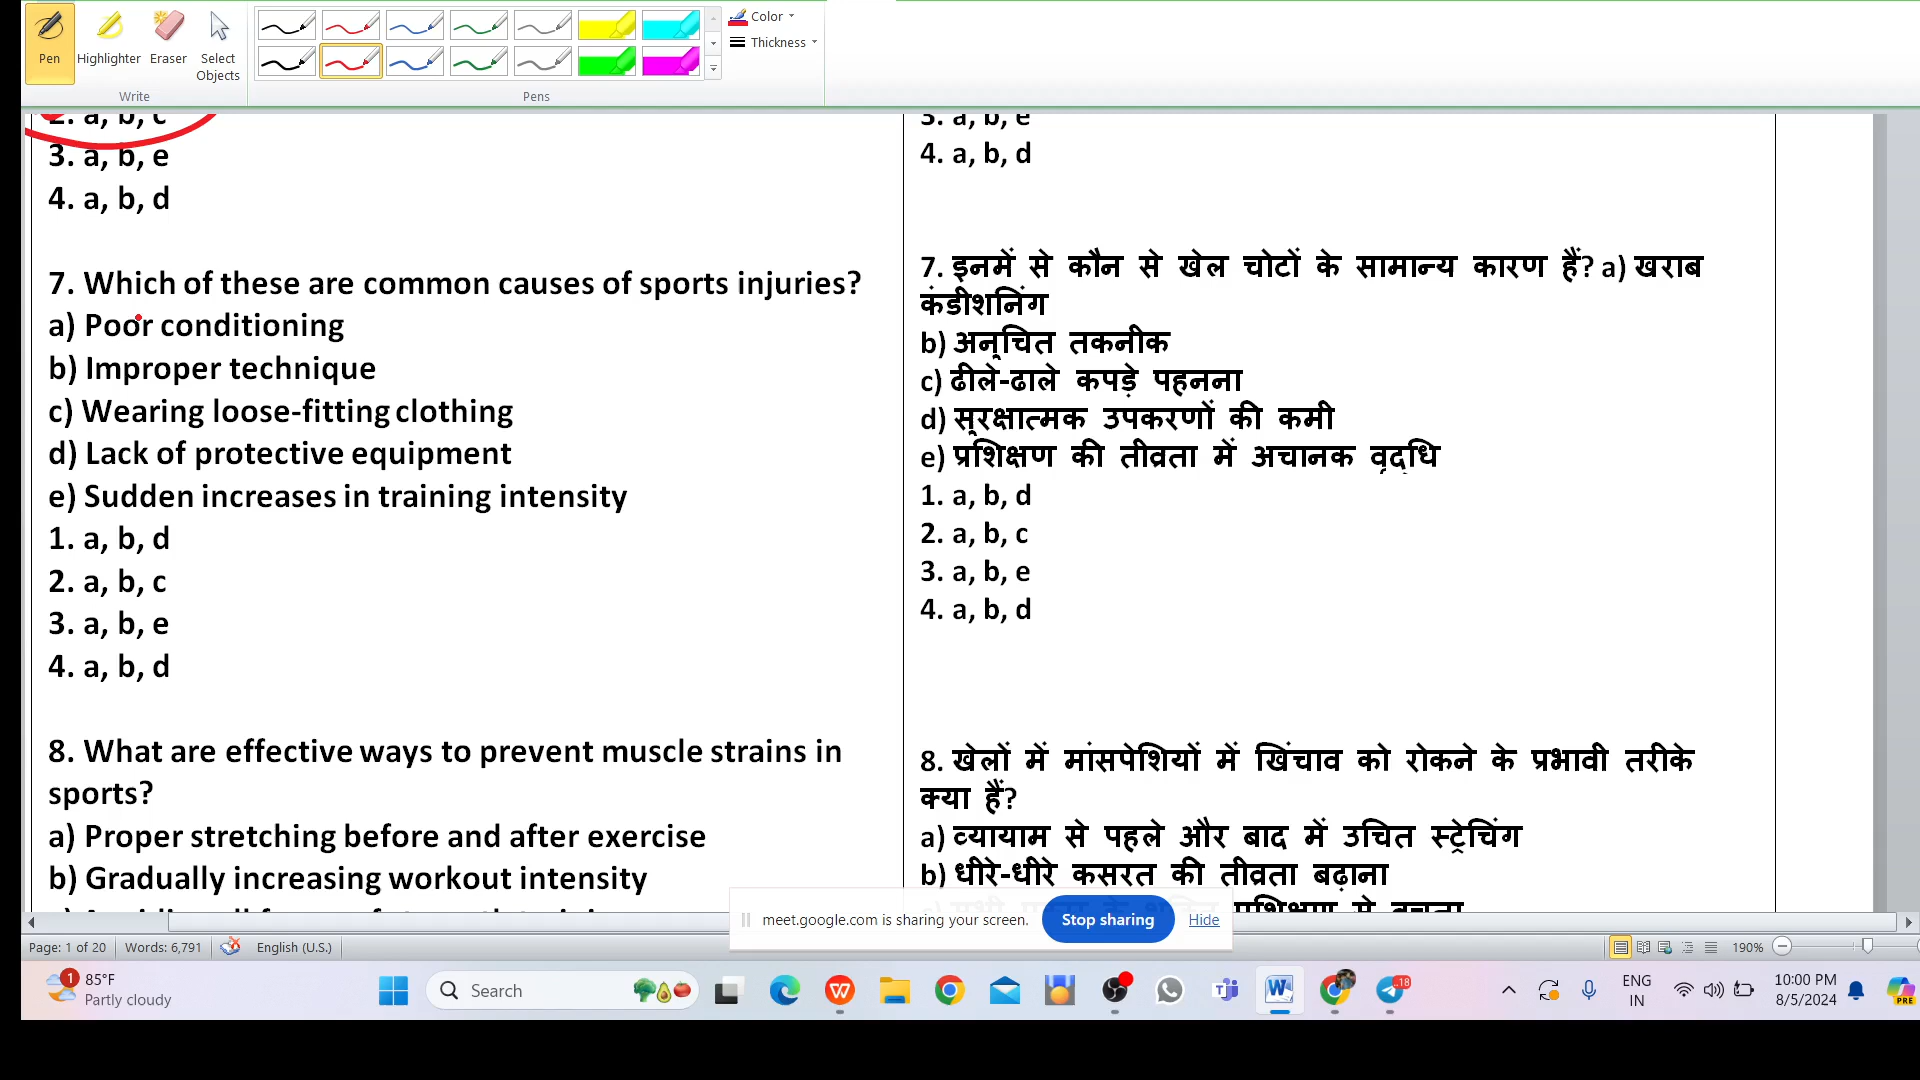 Pen
Highlighter
Eraser
Select
Objects
Write
Pens
Color
Thickness
2. a, b, c
3. a, b, e
4. a, b, d
7. Which of these are common causes of sports injuries?
a) Poor conditioning
b) Improper technique
c) Wearing loose-fitting clothing
d) Lack of protective equipment
e) Sudden increases in training intensity
1. a, b, d
2. a, b, c
3. a, b, e
4. a, b, d
8. What are effective ways to prevent muscle strains in
sports?
a) Proper stretching before and after exercise
b) Gradually increasing workout intensity
3. a, b, e
4. a, b, d
7. इनमें से कौन से खेल चोटों के सामान्य कारण हैं? a) खराब
कंडीशनिंग
b) अनुचित तकनीक
c) ढीले-ढाले कपड़े पहनना
d) सुरक्षात्मक उपकरणों की कमी
e) प्रशिक्षण की तीव्रता में अचानक वृद्धि
1. a, b, d
2. a, b, c
3. a, b, e
4. a, b, d
8. खेलों में मांसपेशियों में खिंचाव को रोकने के प्रभावी तरीके
क्या हैं?
a) व्यायाम से पहले और बाद में उचित स्ट्रेचिंग
b) धीरे-धीरे कसरत की तीव्रता बढ़ाना
meet.google.com is sharing your screen.
Stop sharing
Hide
Page: 1 of 20
Words: 6,791
English (U.S.)
190%
1
85°F
Partly cloudy
Search
18
ENG
IN
10:00 PM
8/5/2024
PRE